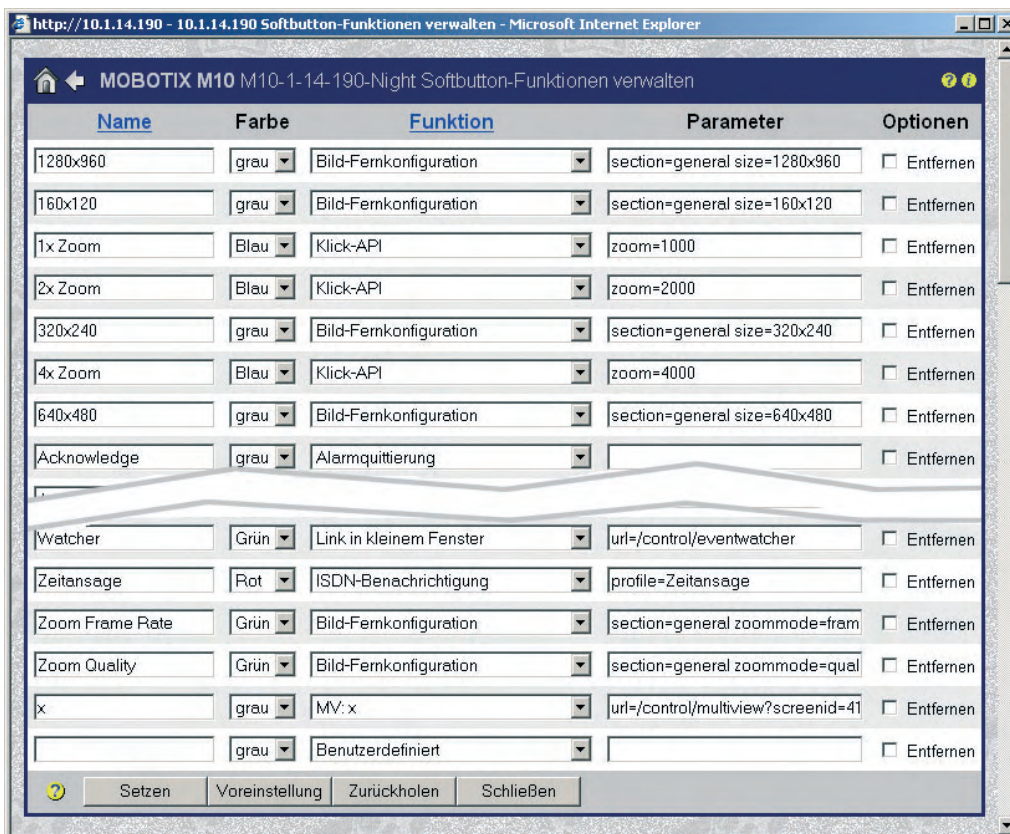 http://10.1.14.190 - 10.1.14.190 Softbutton-Funktionen verwalten - Microsoft Internet Explorer
MOBOTIX M10 M10-1-14-190-Night Softbutton-Funktionen verwalten
Name Farbe Funktion Parameter Optionen
1280x960 grau Bild-Fernkonfiguration section=general size=1280x960 Entfernen
160x120 grau Bild-Fernkonfiguration section=general size=160x120 Entfernen
1x Zoom Blau Klick-API zoom=1000 Entfernen
2x Zoom Blau Klick-API zoom=2000 Entfernen
320x240 grau Bild-Fernkonfiguration section=general size=320x240 Entfernen
4x Zoom Blau Klick-API zoom=4000 Entfernen
640x480 grau Bild-Fernkonfiguration section=general size=640x480 Entfernen
Acknowledge grau Alarmquittierung Entfernen
Watcher Grün Link in kleinem Fenster url=/control/eventwatcher Entfernen
Zeitansage Rot ISDN-Benachrichtigung profile=Zeitansage Entfernen
Zoom Frame Rate Grün Bild-Fernkonfiguration section=general zoommode=fram Entfernen
Zoom Quality Grün Bild-Fernkonfiguration section=general zoommode=qual Entfernen
x grau MV: x url=/control/multiview?screenid=41 Entfernen
grau Benutzerdefiniert Entfernen
? Setzen Voreinstellung Zurückholen Schließen